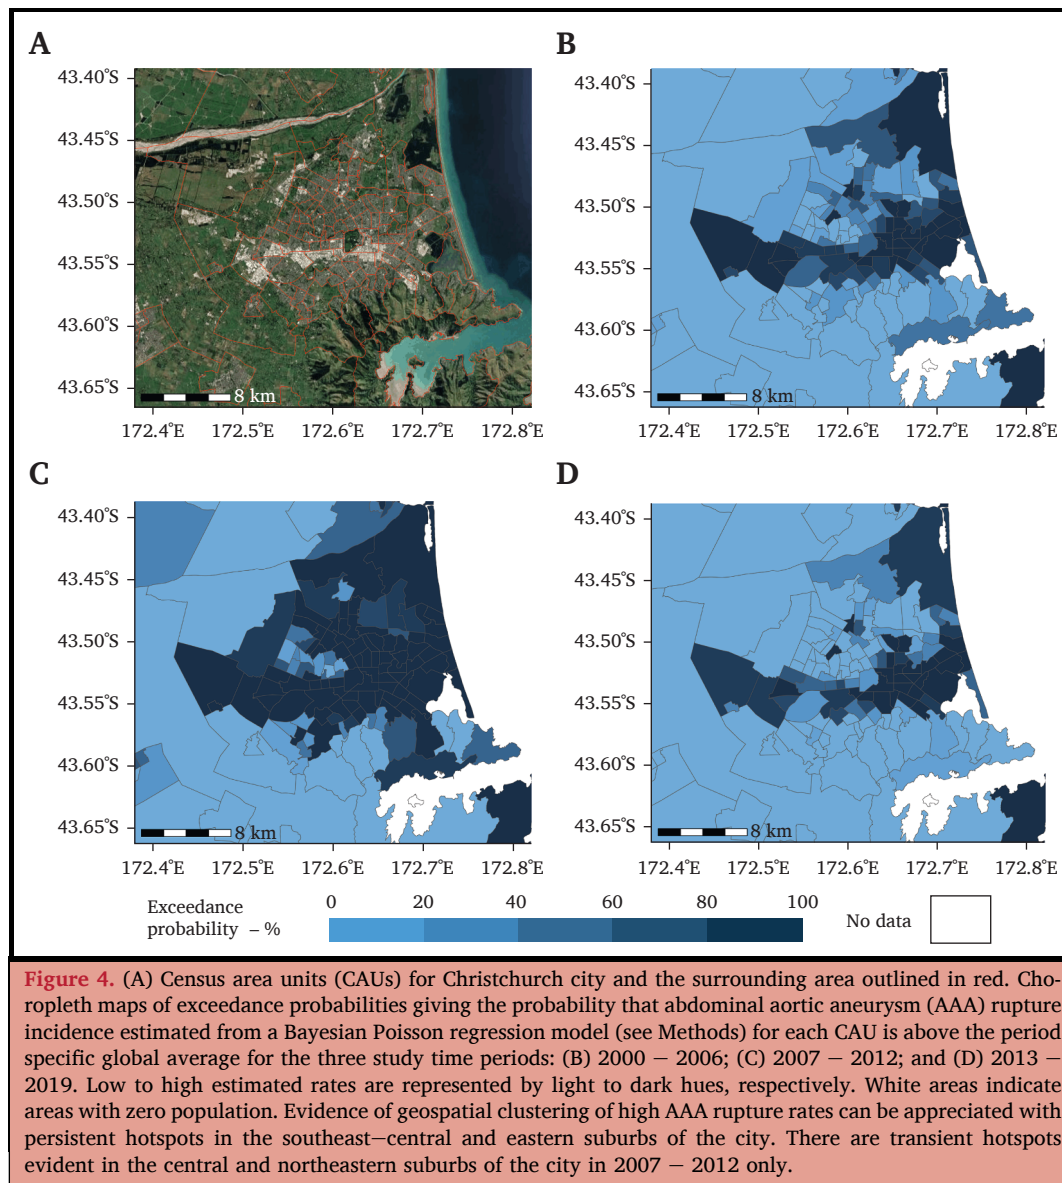 A
43.40°S
43.45°S
43.50°S
43.55°S
43.60°S
43.65°S
8 km
172.4°E 172.5°E 172.6°E 172.7°E 172.8°E
B
43.40°S
43.45°S
43.50°S
43.55°S
43.60°S
43.65°S
8 km
172.4°E 172.5°E 172.6°E 172.7°E 172.8°E
C
43.40°S
43.45°S
43.50°S
43.55°S
43.60°S
43.65°S
8 km
172.4°E 172.5°E 172.6°E 172.7°E 172.8°E
D
43.40°S
43.45°S
43.50°S
43.55°S
43.60°S
43.65°S
8 km
172.4°E 172.5°E 172.6°E 172.7°E 172.8°E
Exceedance
probability – %
0 20 40 60 80 100
No data
Figure 4. (A) Census area units (CAUs) for Christchurch city and the surrounding area outlined in red. Cho-
ropleth maps of exceedance probabilities giving the probability that abdominal aortic aneurysm (AAA) rupture
incidence estimated from a Bayesian Poisson regression model (see Methods) for each CAU is above the period
specific global average for the three study time periods: (B) 2000 – 2006; (C) 2007 – 2012; and (D) 2013 –
2019. Low to high estimated rates are represented by light to dark hues, respectively. White areas indicate
areas with zero population. Evidence of geospatial clustering of high AAA rupture rates can be appreciated with
persistent hotspots in the southeast–central and eastern suburbs of the city. There are transient hotspots
evident in the central and northeastern suburbs of the city in 2007 – 2012 only.